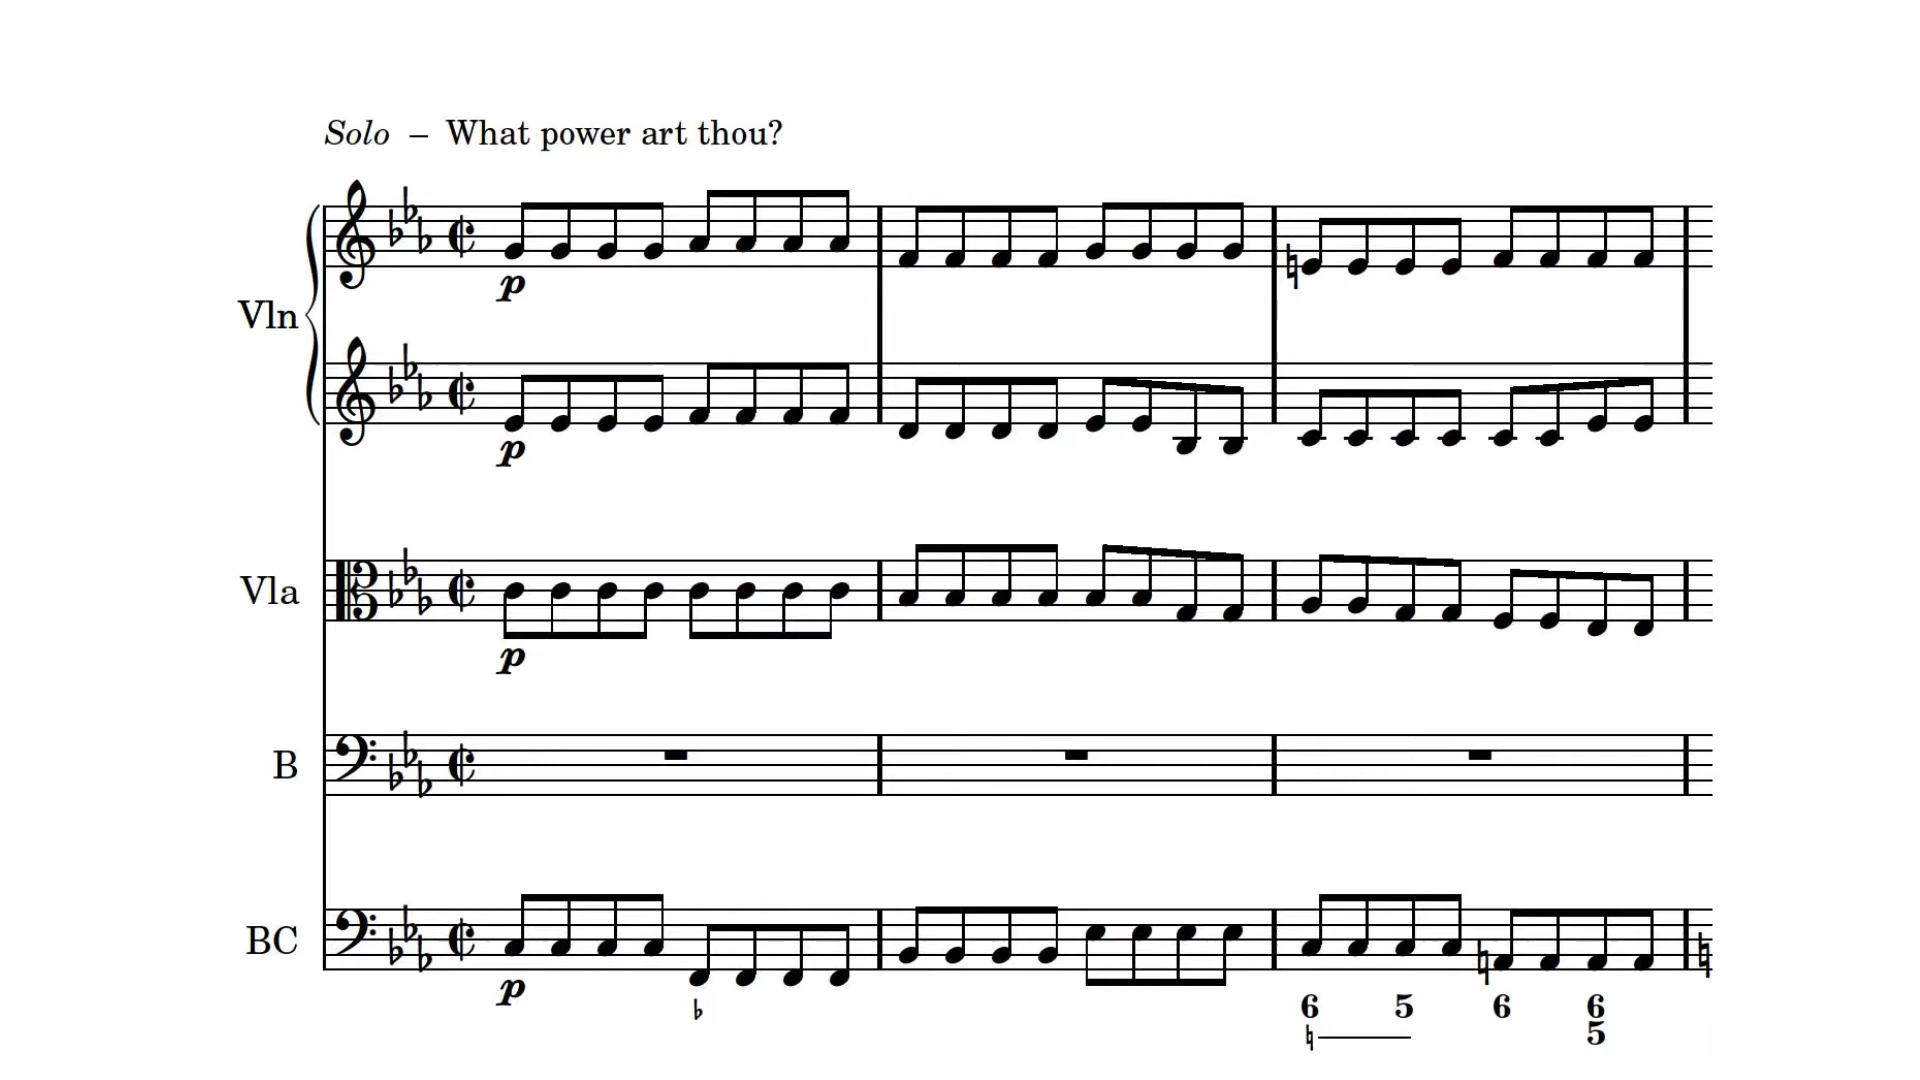 Solo – What power art thou?
Vln
p
p
Vla
p
B
BC
p
♭ 6 5 6 6
♮ 5